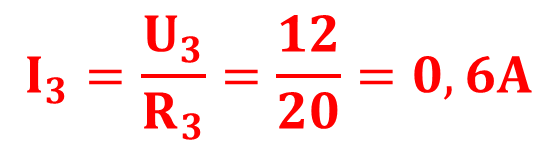 I₃ = U₃/R₃ = 12/20 = 0,6A